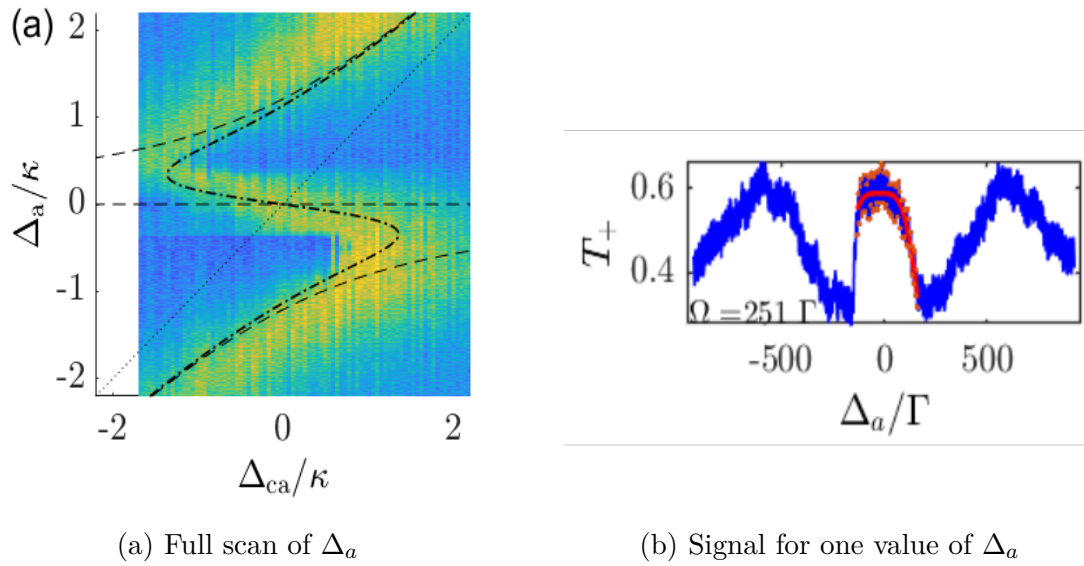 (a)
2
1
0
-1
-2
Δa/κ
-2 0 2
Δca/κ
0.6
0.4
T+
Ω =251 Γ
-500 0 500
Δa/Γ
(a) Full scan of Δa
(b) Signal for one value of Δa